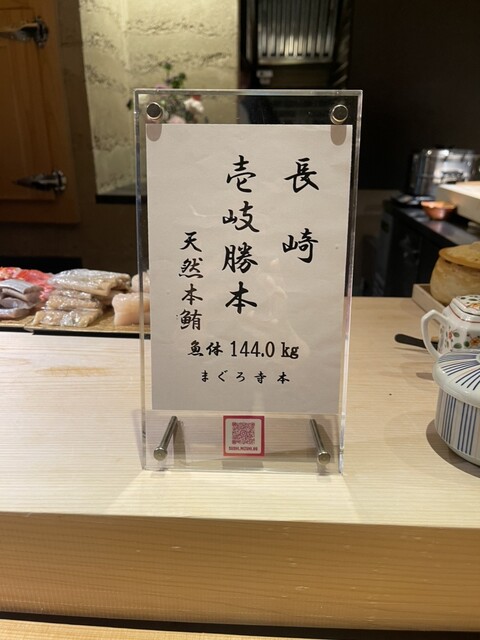 長崎
壱岐勝本
天然本鮪
魚体 144.0 kg
まぐろ寺本